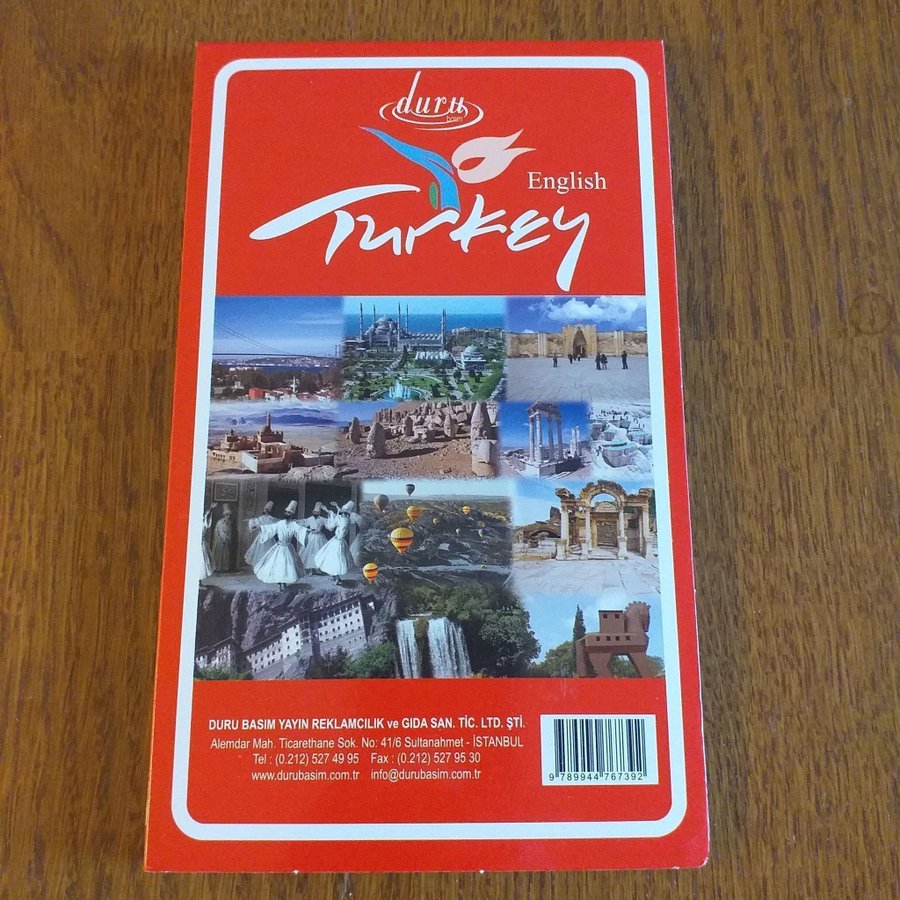 duru
basım
English
Turkey
DURU BASIM YAYIN REKLAMCILIK ve GIDA SAN. TİC. LTD. ŞTİ.
Alemdar Mah. Ticarethane Sok. No: 41/6 Sultanahmet - İSTANBUL
Tel : (0.212) 527 49 95 Fax : (0.212) 527 95 30
www.durubasim.com.tr info@durubasim.com.tr
9 789944 767392